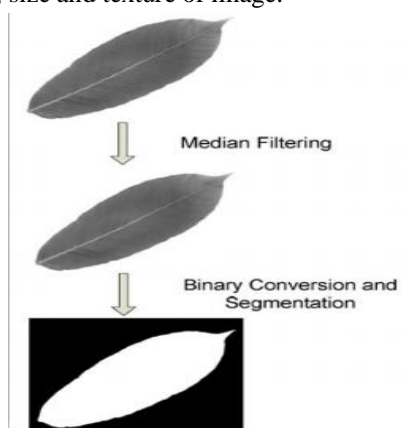 size and texture of image.
Median Filtering
Binary Conversion and
Segmentation